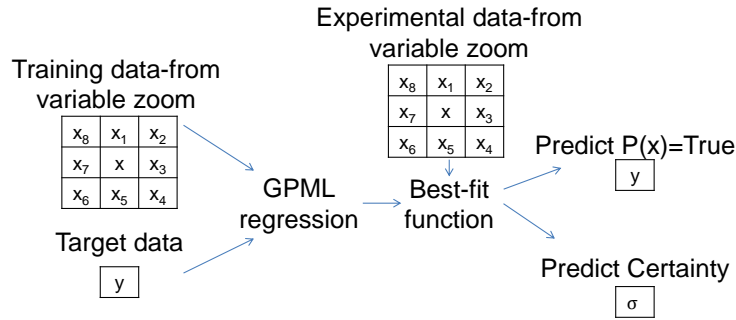 Experimental data-from
variable zoom
x₈ x₁ x₂
x₇ x x₃
x₆ x₅ x₄
Training data-from
variable zoom
x₈ x₁ x₂
x₇ x x₃
x₆ x₅ x₄
Target data
y
GPML
regression
Best-fit
function
Predict P(x)=True
y
Predict Certainty
σ